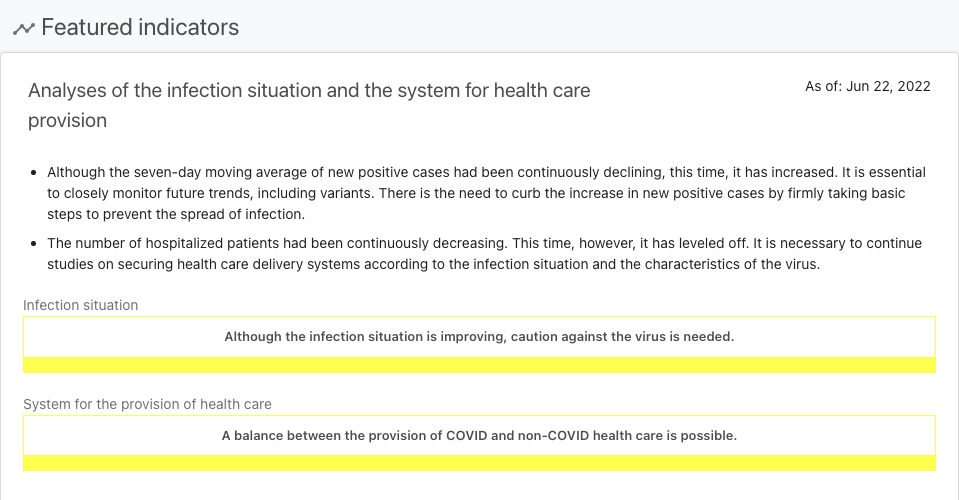 Featured indicators
Analyses of the infection situation and the system for health care
provision
As of: Jun 22, 2022
Although the seven-day moving average of new positive cases had been continuously declining, this time, it has increased. It is essential
to closely monitor future trends, including variants. There is the need to curb the increase in new positive cases by firmly taking basic
steps to prevent the spread of infection.
The number of hospitalized patients had been continuously decreasing. This time, however, it has leveled off. It is necessary to continue
studies on securing health care delivery systems according to the infection situation and the characteristics of the virus.
Infection situation
Although the infection situation is improving, caution against the virus is needed.
System for the provision of health care
A balance between the provision of COVID and non-COVID health care is possible.